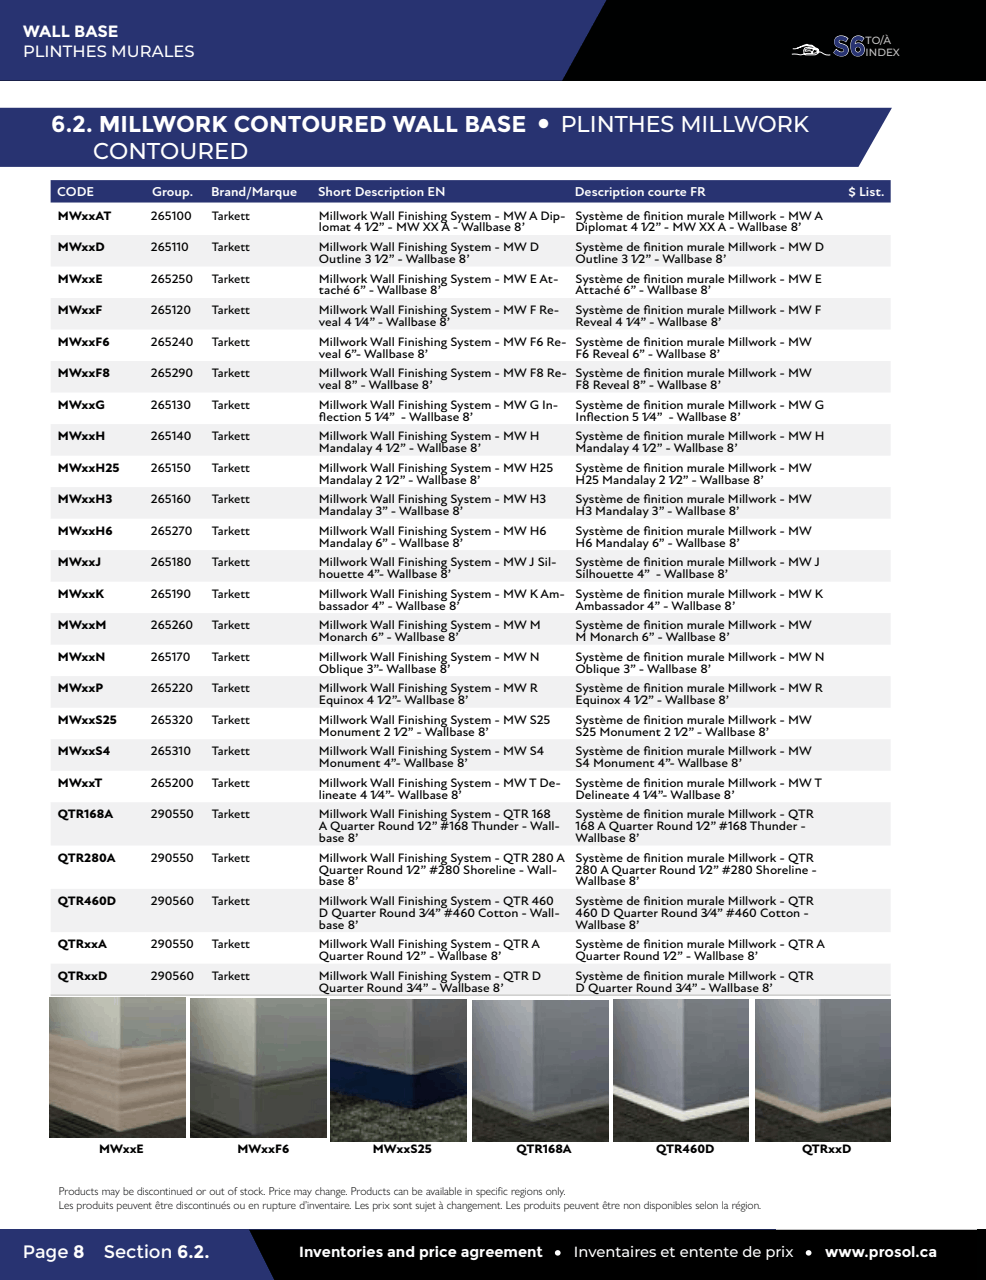 WALL BASE
PLINTHES MURALES
S6 TO/À
INDEX
6.2. MILLWORK CONTOURED WALL BASE • PLINTHES MILLWORK
CONTOURED
CODE Group. Brand/Marque Short Description EN Description courte FR $ List.
MWxxAT 265100 Tarkett Millwork Wall Finishing System - MW A Dip- Système de finition murale Millwork - MW A
lomat 4 1⁄2” - MW XX A - Wallbase 8’ Diplomat 4 1⁄2” - MW XX A - Wallbase 8’
MWxxD 265110 Tarkett Millwork Wall Finishing System - MW D Système de finition murale Millwork - MW D
Outline 3 1⁄2” - Wallbase 8’ Outline 3 1⁄2” - Wallbase 8’
MWxxE 265250 Tarkett Millwork Wall Finishing System - MW E At- Système de finition murale Millwork - MW E
taché 6” - Wallbase 8’ Attaché 6” - Wallbase 8’
MWxxF 265120 Tarkett Millwork Wall Finishing System - MW F Re- Système de finition murale Millwork - MW F
veal 4 1⁄4” - Wallbase 8’ Reveal 4 1⁄4” - Wallbase 8’
MWxxF6 265240 Tarkett Millwork Wall Finishing System - MW F6 Re- Système de finition murale Millwork - MW
veal 6”- Wallbase 8’ F6 Reveal 6” - Wallbase 8’
MWxxF8 265290 Tarkett Millwork Wall Finishing System - MW F8 Re- Système de finition murale Millwork - MW
veal 8” - Wallbase 8’ F8 Reveal 8” - Wallbase 8’
MWxxG 265130 Tarkett Millwork Wall Finishing System - MW G In- Système de finition murale Millwork - MW G
flection 5 1⁄4” - Wallbase 8’ Inflection 5 1⁄4” - Wallbase 8’
MWxxH 265140 Tarkett Millwork Wall Finishing System - MW H Système de finition murale Millwork - MW H
Mandalay 4 1⁄2” - Wallbase 8’ Mandalay 4 1⁄2” - Wallbase 8’
MWxxH25 265150 Tarkett Millwork Wall Finishing System - MW H25 Système de finition murale Millwork - MW
Mandalay 2 1⁄2” - Wallbase 8’ H25 Mandalay 2 1⁄2” - Wallbase 8’
MWxxH3 265160 Tarkett Millwork Wall Finishing System - MW H3 Système de finition murale Millwork - MW
Mandalay 3” - Wallbase 8’ H3 Mandalay 3” - Wallbase 8’
MWxxH6 265270 Tarkett Millwork Wall Finishing System - MW H6 Système de finition murale Millwork - MW
Mandalay 6” - Wallbase 8’ H6 Mandalay 6” - Wallbase 8’
MWxxJ 265180 Tarkett Millwork Wall Finishing System - MW J Sil- Système de finition murale Millwork - MW J
houette 4”- Wallbase 8’ Silhouette 4” - Wallbase 8’
MWxxK 265190 Tarkett Millwork Wall Finishing System - MW K Am- Système de finition murale Millwork - MW K
bassador 4” - Wallbase 8’ Ambassador 4” - Wallbase 8’
MWxxM 265260 Tarkett Millwork Wall Finishing System - MW M Système de finition murale Millwork - MW
Monarch 6” - Wallbase 8’ M Monarch 6” - Wallbase 8’
MWxxN 265170 Tarkett Millwork Wall Finishing System - MW N Système de finition murale Millwork - MW N
Oblique 3”- Wallbase 8’ Oblique 3” - Wallbase 8’
MWxxP 265220 Tarkett Millwork Wall Finishing System - MW R Système de finition murale Millwork - MW R
Equinox 4 1⁄2”- Wallbase 8’ Equinox 4 1⁄2” - Wallbase 8’
MWxxS25 265320 Tarkett Millwork Wall Finishing System - MW S25 Système de finition murale Millwork - MW
Monument 2 1⁄2” - Wallbase 8’ S25 Monument 2 1⁄2” - Wallbase 8’
MWxxS4 265310 Tarkett Millwork Wall Finishing System - MW S4 Système de finition murale Millwork - MW
Monument 4”- Wallbase 8’ S4 Monument 4”- Wallbase 8’
MWxxT 265200 Tarkett Millwork Wall Finishing System - MW T De- Système de finition murale Millwork - MW T
lineate 4 1⁄4”- Wallbase 8’ Delineate 4 1⁄4”- Wallbase 8’
QTR168A 290550 Tarkett Millwork Wall Finishing System - QTR 168 Système de finition murale Millwork - QTR
A Quarter Round 1⁄2” #168 Thunder - Wall- 168 A Quarter Round 1⁄2” #168 Thunder -
base 8’ Wallbase 8’
QTR280A 290550 Tarkett Millwork Wall Finishing System - QTR 280 A Système de finition murale Millwork - QTR
Quarter Round 1⁄2” #280 Shoreline - Wall- 280 A Quarter Round 1⁄2” #280 Shoreline -
base 8’ Wallbase 8’
QTR460D 290560 Tarkett Millwork Wall Finishing System - QTR 460 Système de finition murale Millwork - QTR
D Quarter Round 3⁄4” #460 Cotton - Wall- 460 D Quarter Round 3⁄4” #460 Cotton -
base 8’ Wallbase 8’
QTRxxA 290550 Tarkett Millwork Wall Finishing System - QTR A Système de finition murale Millwork - QTR A
Quarter Round 1⁄2” - Wallbase 8’ Quarter Round 1⁄2” - Wallbase 8’
QTRxxD 290560 Tarkett Millwork Wall Finishing System - QTR D Système de finition murale Millwork - QTR
Quarter Round 3⁄4” - Wallbase 8’ D Quarter Round 3⁄4” - Wallbase 8’
MWxxE MWxxF6 MWxxS25 QTR168A QTR460D QTRxxD
Products may be discontinued or out of stock. Price may change. Products can be available in specific regions only.
Les produits peuvent être discontinués ou en rupture d’inventaire. Les prix sont sujet à changement. Les produits peuvent être non disponibles selon la région.
Page 8 Section 6.2. Inventories and price agreement • Inventaires et entente de prix • www.prosol.ca